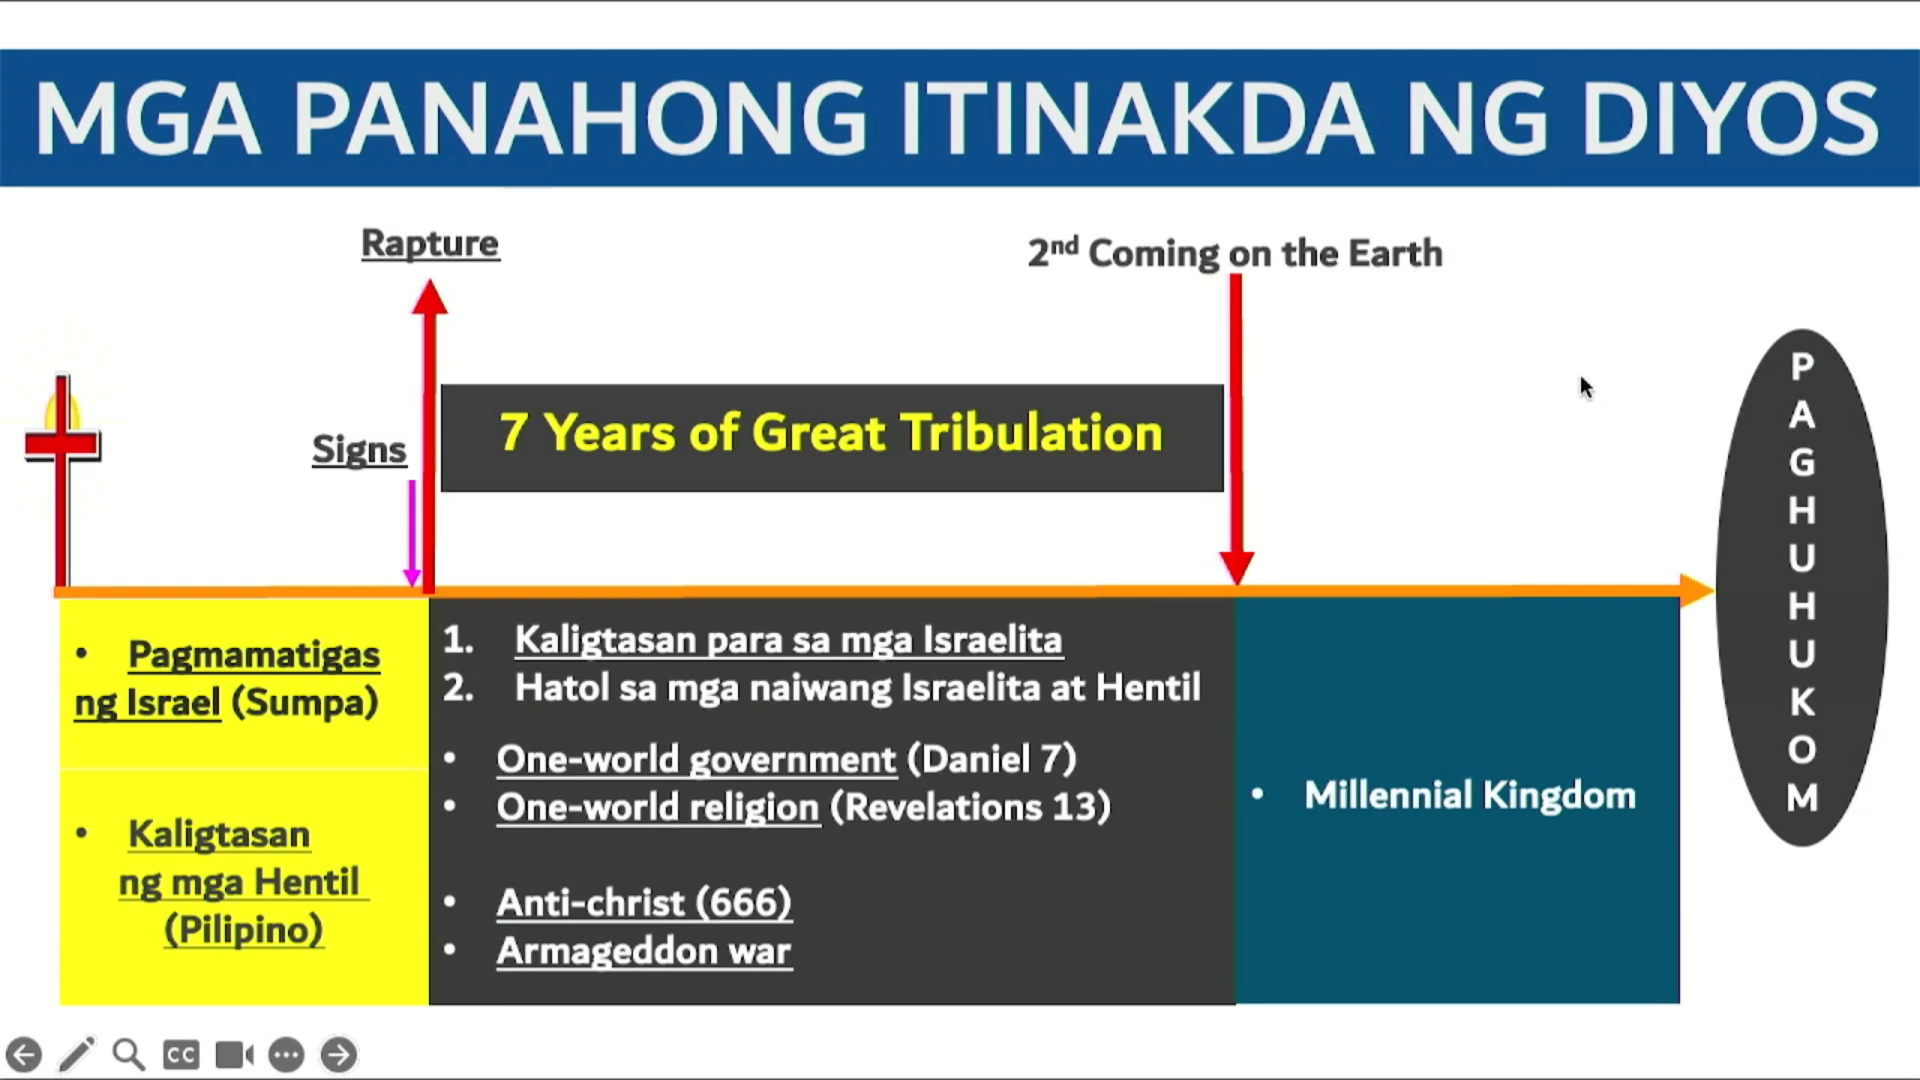 MGA PANAHONG ITINAKDA NG DIYOS
Rapture
2nd Coming on the Earth
Signs
7 Years of Great Tribulation
• Pagmamatigas
ng Israel (Sumpa)
• Kaligtasan
ng mga Hentil
(Pilipino)
1. Kaligtasan para sa mga Israelita
2. Hatol sa mga naiwang Israelita at Hentil
• One-world government (Daniel 7)
• One-world religion (Revelations 13)
• Anti-christ (666)
• Armageddon war
• Millennial Kingdom
P
A
G
H
U
H
U
K
O
M
CC